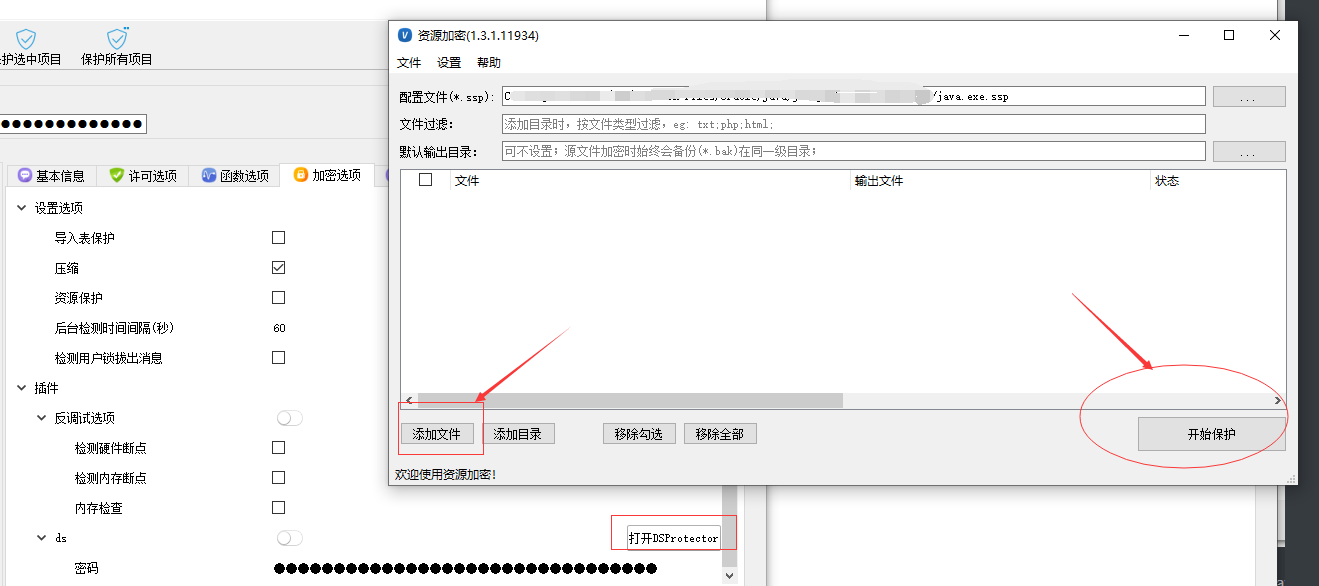 护选中项目 保护所有项目
●●●●●●●●●●●●
基本信息 许可选项 函数选项 加密选项
设置选项
导入表保护
压缩
资源保护
后台检测时间间隔(秒) 60
检测用户锁拔出消息
插件
反调试选项
检测硬件断点
检测内存断点
内存检查
ds 打开DSProtector
密码 ●●●●●●●●●●●●●●●●●●●●●●●●●●●●●●●●
资源加密(1.3.1.11934)
文件 设置 帮助
配置文件(*.ssp): C /java.exe.ssp ...
文件过滤: 添加目录时，按文件类型过滤，eg: txt;php;html;
默认输出目录: 可不设置；源文件加密时始终会备份(*.bak)在同一级目录； ...
文件 输出文件 状态
添加文件 添加目录 移除勾选 移除全部 开始保护
欢迎使用资源加密!